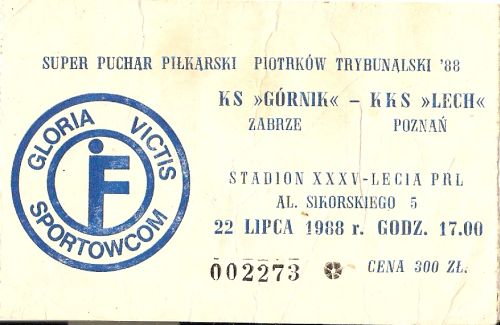 SUPER PUCHAR PIŁKARSKI PIOTRKÓW TRYBUNALSKI '88
KS »GÓRNIK« – KKS »LECH«
ZABRZE POZNAŃ
GLORIA VICTIS
SPORTOWCOM
iF
STADION XXXV-LECIA PRL
AL. SIKORSKIEGO 5
22 LIPCA 1988 r. GODZ. 17.00
002273 CENA 300 ZŁ.